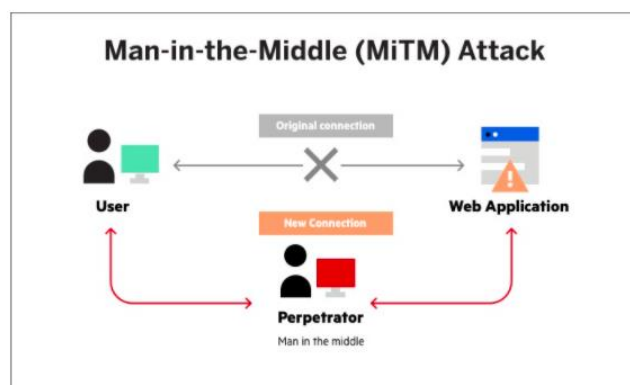 Man-in-the-Middle (MiTM) Attack
Original connection
User
Web Application
New Connection
Perpetrator
Man in the middle